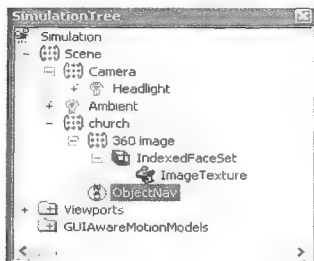 SimulationTree
Simulation
Scene
Camera
Headlight
Ambient
church
360 image
IndexedFaceSet
ImageTexture
ObjectNav
Viewports
GUIAwareMotionModels